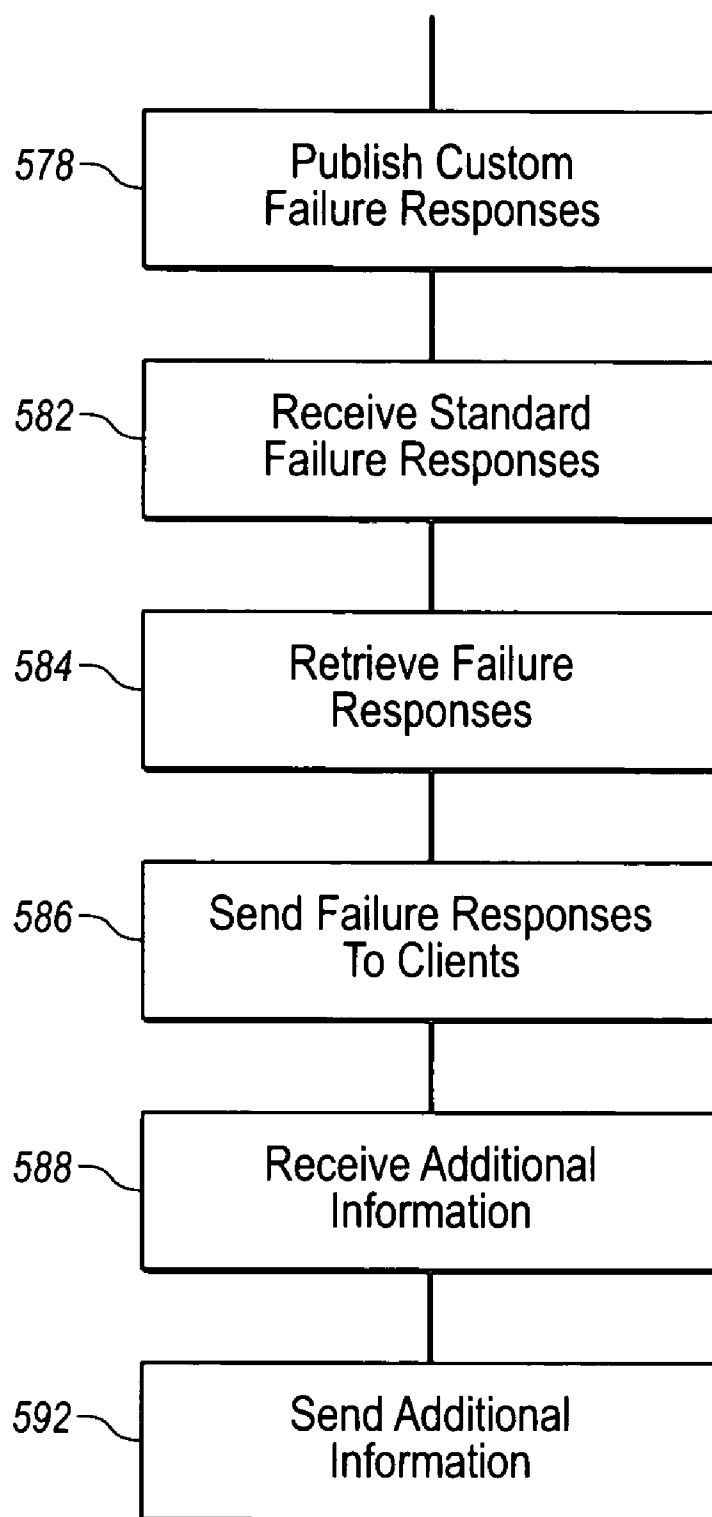 578
Publish Custom
Failure Responses
582
Receive Standard
Failure Responses
584
Retrieve Failure
Responses
586
Send Failure Responses
To Clients
588
Receive Additional
Information
592
Send Additional
Information